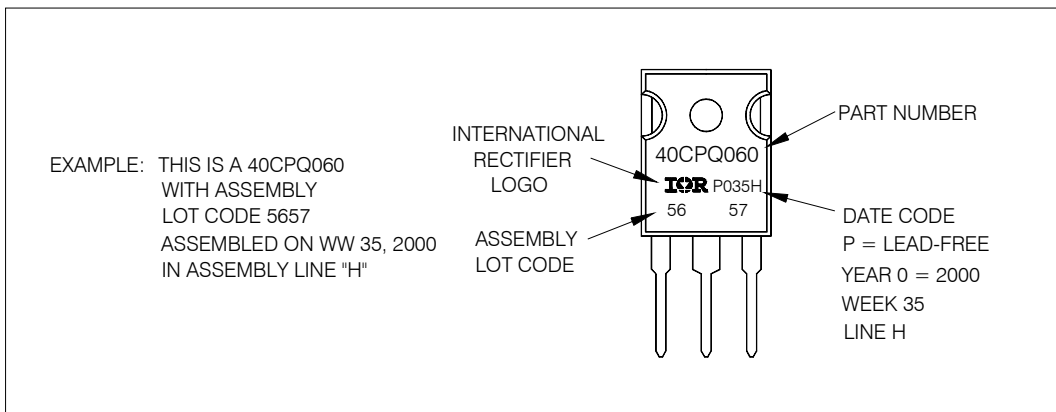 EXAMPLE: THIS IS A 40CPQ060
WITH ASSEMBLY
LOT CODE 5657
ASSEMBLED ON WW 35, 2000
IN ASSEMBLY LINE "H"
INTERNATIONAL
RECTIFIER
LOGO
ASSEMBLY
LOT CODE
40CPQ060
IOR P035H
56 57
PART NUMBER
DATE CODE
P = LEAD-FREE
YEAR 0 = 2000
WEEK 35
LINE H